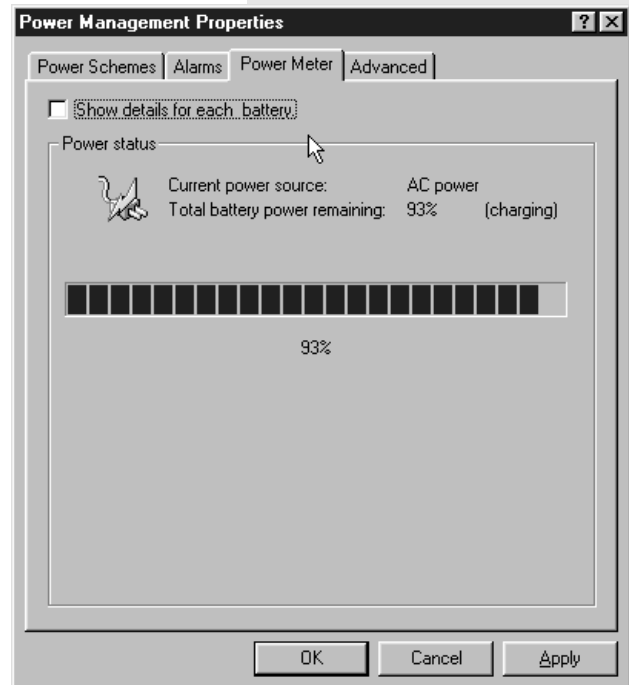 Power Management Properties
Power Schemes Alarms Power Meter Advanced
Show details for each battery.
Power status
Current power source: AC power
Total battery power remaining: 93% (charging)
93%
OK Cancel Apply